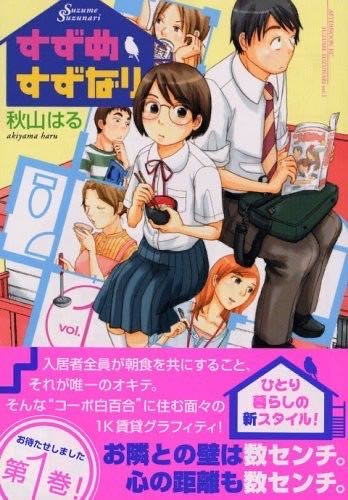 Suzume
Suzunari
すずめ
すずなり
秋山はる
akiyama haru
vol.
1
入居者全員が朝食を共にすること、
それが唯一のオキテ。
そんな“コーポ白百合”に住む面々の
1K賃貸グラフィティ!
ひとり
暮らしの
新スタイル!
お待たせしました
第1巻!
お隣との壁は数センチ。
心の距離も数センチ。